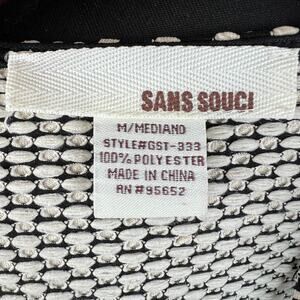 SANS SOUCI
M/MEDIANO
STYLE#GST-333
100% POLYESTER
MADE IN CHINA
RN#95652